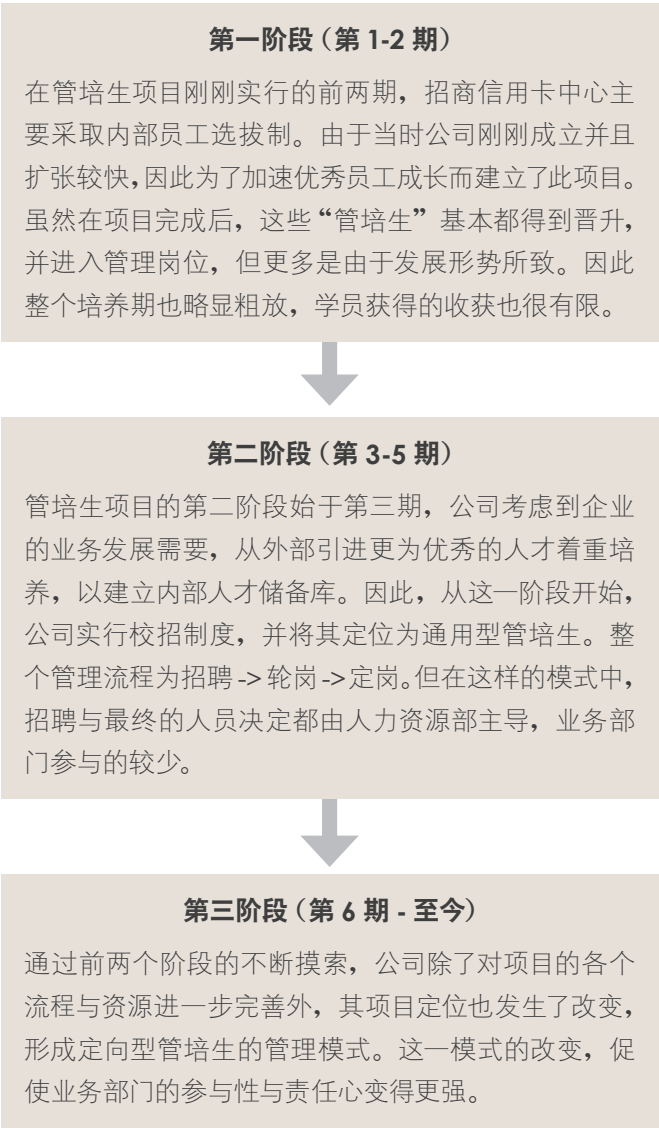 第一阶段（第 1-2 期）
在管培生项目刚刚实行的前两期，招商信用卡中心主
要采取内部员工选拔制。由于当时公司刚刚成立并且
扩张较快，因此为了加速优秀员工成长而建立了此项目。
虽然在项目完成后，这些“管培生”基本都得到晋升，
并进入管理岗位，但更多是由于发展形势所致。因此
整个培养期也略显粗放，学员获得的收获也很有限。
第二阶段（第 3-5 期）
管培生项目的第二阶段始于第三期，公司考虑到企业
的业务发展需要，从外部引进更为优秀的人才着重培
养，以建立内部人才储备库。因此，从这一阶段开始，
公司实行校招制度，并将其定位为通用型管培生。整
个管理流程为招聘 -> 轮岗 -> 定岗。但在这样的模式中，
招聘与最终的人员决定都由人力资源部主导，业务部
门参与的较少。
第三阶段（第 6 期 - 至今）
通过前两个阶段的不断摸索，公司除了对项目的各个
流程与资源进一步完善外，其项目定位也发生了改变，
形成定向型管培生的管理模式。这一模式的改变，促
使业务部门的参与性与责任心变得更强。